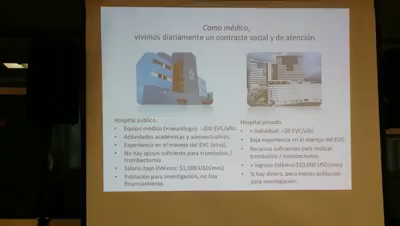 Como médico,
vivimos diariamente un contraste social y de atención.
Hospital público.
• Equipo médico (+neurólogo) >200 EVC/año.
• Actividades académicas y administrativas.
• Experiencia en el manejo del EVC
• No hay apoyo suficiente para trombolisis /
trombectomía.
• Salario bajo (México: $1,000 USD/mes)
• Población para investigación, no hay
financiamiento.
Hospital privado.
• Individual: >20 EVC/año
• Baja experiencia en el manejo del EVC.
• Recursos suficientes para realizar
trombolisis / trombectomía.
• + ingreso (México:$10,000 USD/mes)
• Si hay dinero, pero menos población
para investigación.